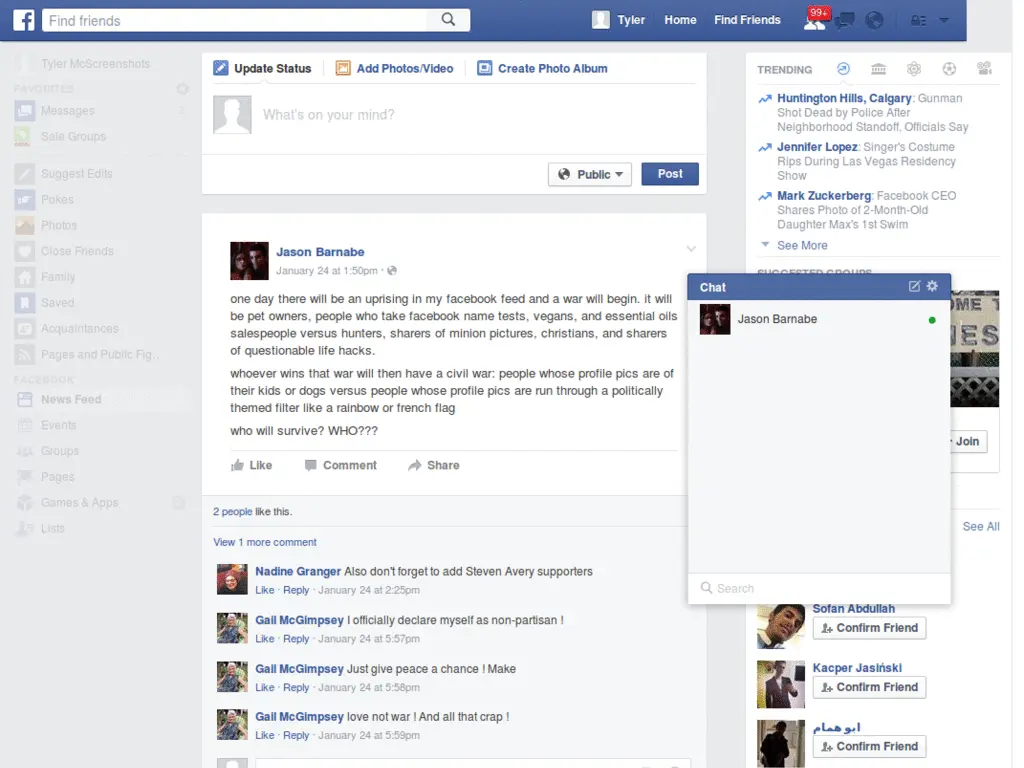 f
Find friends
Tyler
Home
Find Friends
99+
Tyler McScreenshots
FAVORITES
Messages
Sale Groups
Suggest Edits
Pokes
Photos
Close Friends
Family
Saved
Acquaintances
Pages and Public Fig...
FACEBOOK
News Feed
Events
Groups
Pages
Games & Apps
Lists
Update Status
Add Photos/Video
Create Photo Album
What's on your mind?
Public
Post
Jason Barnabe
January 24 at 1:50pm ·
one day there will be an uprising in my facebook feed and a war will begin. it will
be pet owners, people who take facebook name tests, vegans, and essential oils
salespeople versus hunters, sharers of minion pictures, christians, and sharers
of questionable life hacks.
whoever wins that war will then have a civil war: people whose profile pics are of
their kids or dogs versus people whose profile pics are run through a politically
themed filter like a rainbow or french flag
who will survive? WHO???
Like
Comment
Share
2 people like this.
View 1 more comment
Nadine Granger Also don't forget to add Steven Avery supporters
Like · Reply · January 24 at 2:25pm
Gail McGimpsey I officially declare myself as non-partisan !
Like · Reply · January 24 at 5:57pm
Gail McGimpsey Just give peace a chance ! Make
Like · Reply · January 24 at 5:58pm
Gail McGimpsey love not war ! And all that crap !
Like · Reply · January 24 at 5:59pm
TRENDING
Huntington Hills, Calgary: Gunman
Shot Dead by Police After
Neighborhood Standoff, Officials Say
Jennifer Lopez: Singer's Costume
Rips During Las Vegas Residency
Show
Mark Zuckerberg: Facebook CEO
Shares Photo of 2-Month-Old
Daughter Max's 1st Swim
See More
SUGGESTED GROUPS
Chat
Jason Barnabe
Search
OME T
NES
Join
See All
Sofan Abdullah
Confirm Friend
Kacper Jasiński
Confirm Friend
ابو همام
Confirm Friend